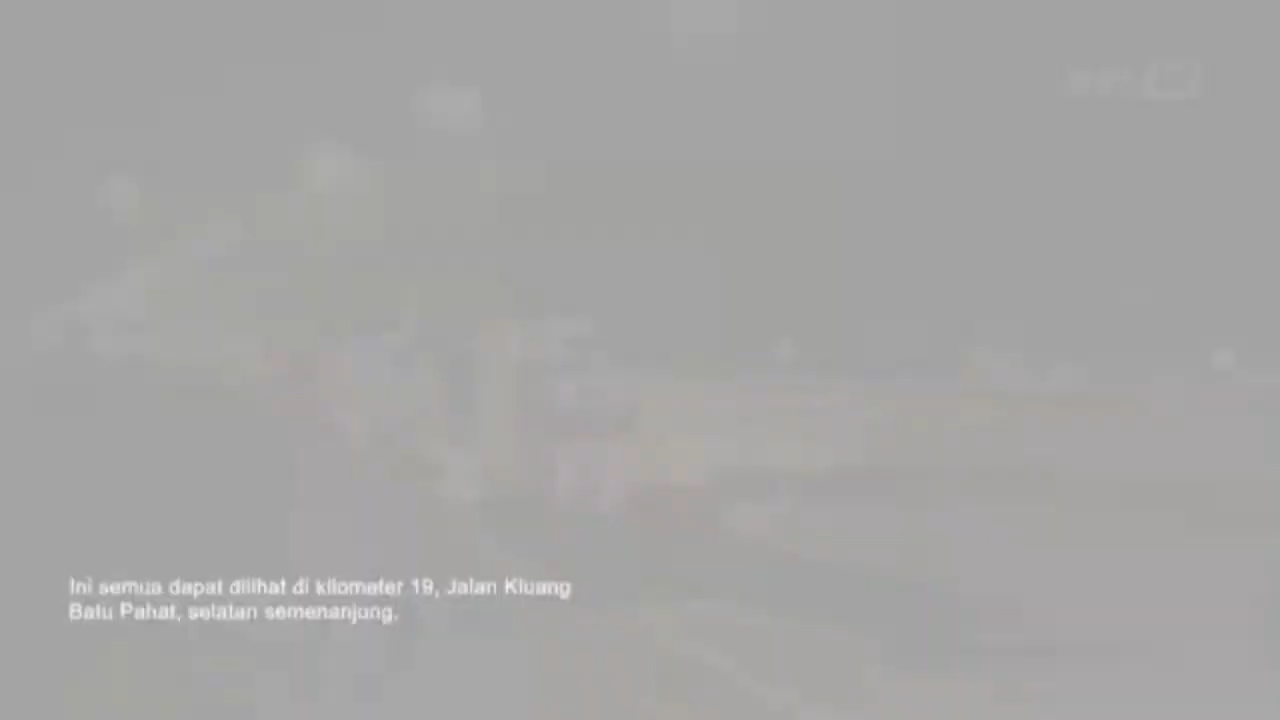 Ini semua dapat dilihat di kilometer 19, Jalan Kluang
Batu Pahat, selatan semenanjung.